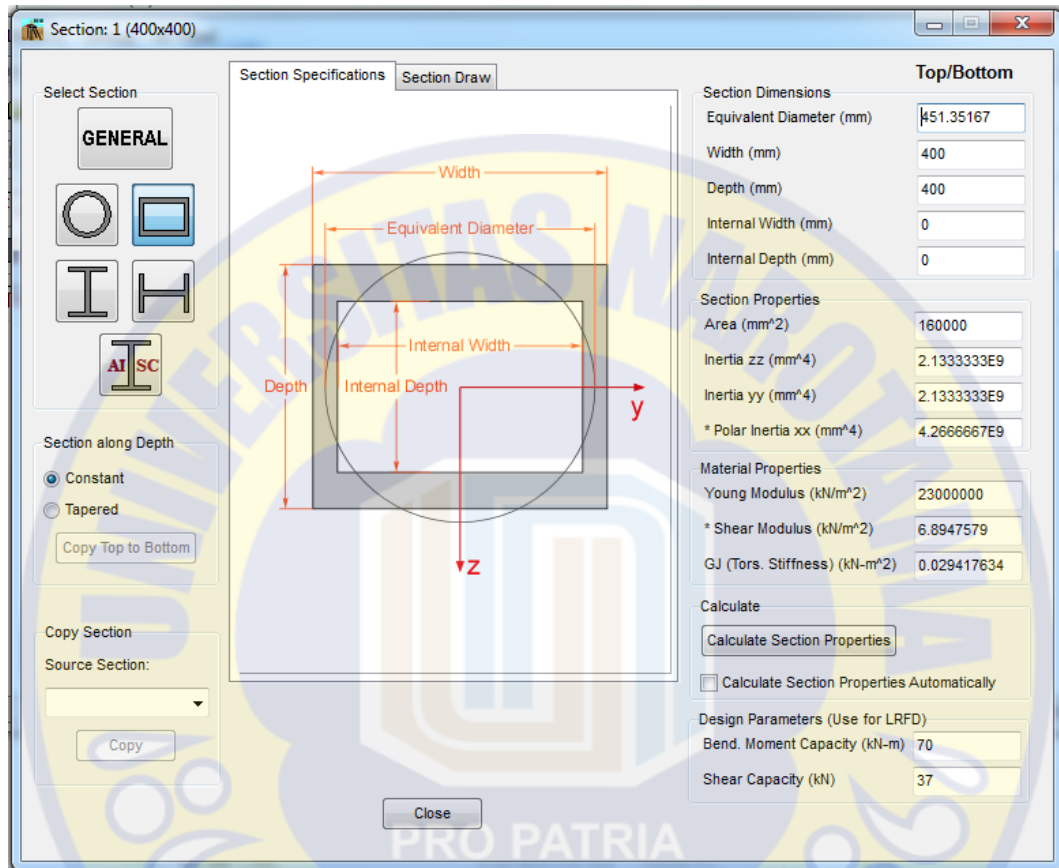 Section: 1 (400x400)
Select Section
GENERAL
AISC
Section along Depth
Constant
Tapered
Copy Top to Bottom
Copy Section
Source Section:
Copy
Section Specifications
Section Draw
Width
Equivalent Diameter
Internal Width
Depth
Internal Depth
y
z
Close
Top/Bottom
Section Dimensions
Equivalent Diameter (mm) 451.35167
Width (mm) 400
Depth (mm) 400
Internal Width (mm) 0
Internal Depth (mm) 0
Section Properties
Area (mm^2) 160000
Inertia zz (mm^4) 2.1333333E9
Inertia yy (mm^4) 2.1333333E9
* Polar Inertia xx (mm^4) 4.2666667E9
Material Properties
Young Modulus (kN/m^2) 23000000
* Shear Modulus (kN/m^2) 6.8947579
GJ (Tors. Stiffness) (kN-m^2) 0.029417634
Calculate
Calculate Section Properties
Calculate Section Properties Automatically
Design Parameters (Use for LRFD)
Bend. Moment Capacity (kN-m) 70
Shear Capacity (kN) 37
UNIVERSITAS NAROTAMA
PRO PATRIA